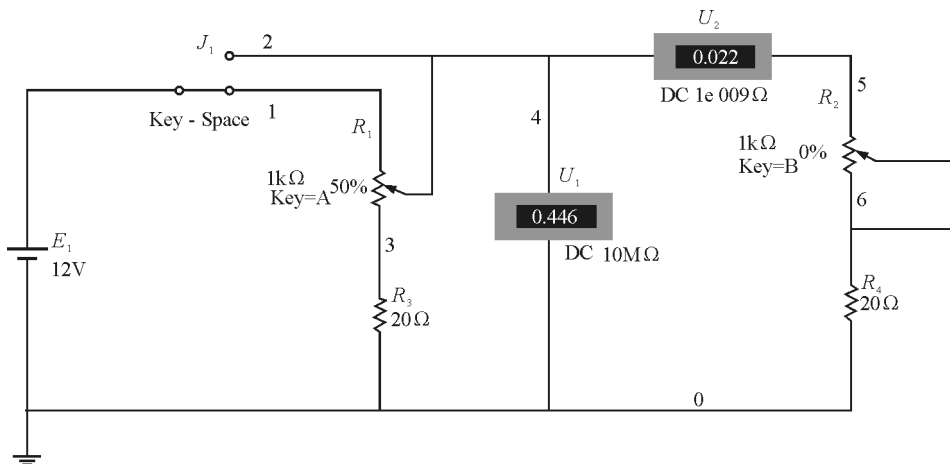 U₂
J₁
2
0.022
5
DC 1e 009Ω
R₂
Key - Space
1
R₁
4
1kΩ
50%
Key=A
U₁
1kΩ
0%
Key=B
6
0.446
3
DC 10MΩ
E₁
12V
R₃
20Ω
R₄
20Ω
0